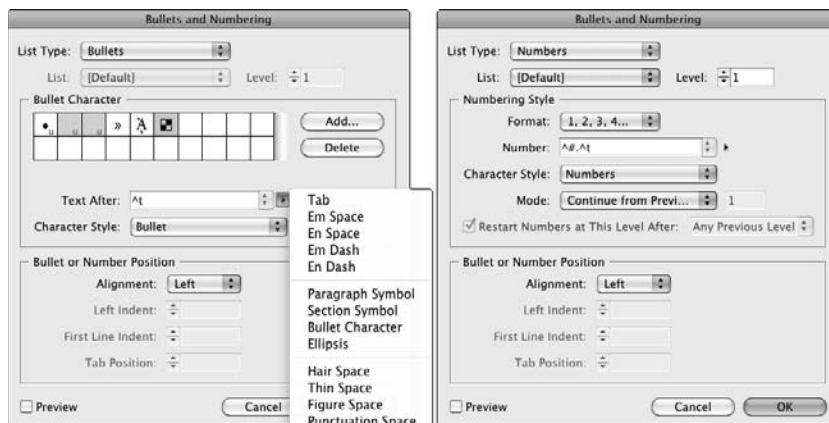 Bullets and Numbering
List Type: Bullets
List: [Default] Level: 1
Bullet Character
•u u u » A
Add...
Delete
Text After: ^t
Character Style: Bullet
Tab
Em Space
En Space
Em Dash
En Dash
Paragraph Symbol
Section Symbol
Bullet Character
Ellipsis
Hair Space
Thin Space
Figure Space
Punctuation Space
Bullet or Number Position
Alignment: Left
Left Indent:
First Line Indent:
Tab Position:
Preview
Cancel
Bullets and Numbering
List Type: Numbers
List: [Default] Level: 1
Numbering Style
Format: 1, 2, 3, 4...
Number: ^#.^t
Character Style: Numbers
Mode: Continue from Previ... 1
Restart Numbers at This Level After: Any Previous Level
Bullet or Number Position
Alignment: Left
Left Indent:
First Line Indent:
Tab Position:
Preview
Cancel OK